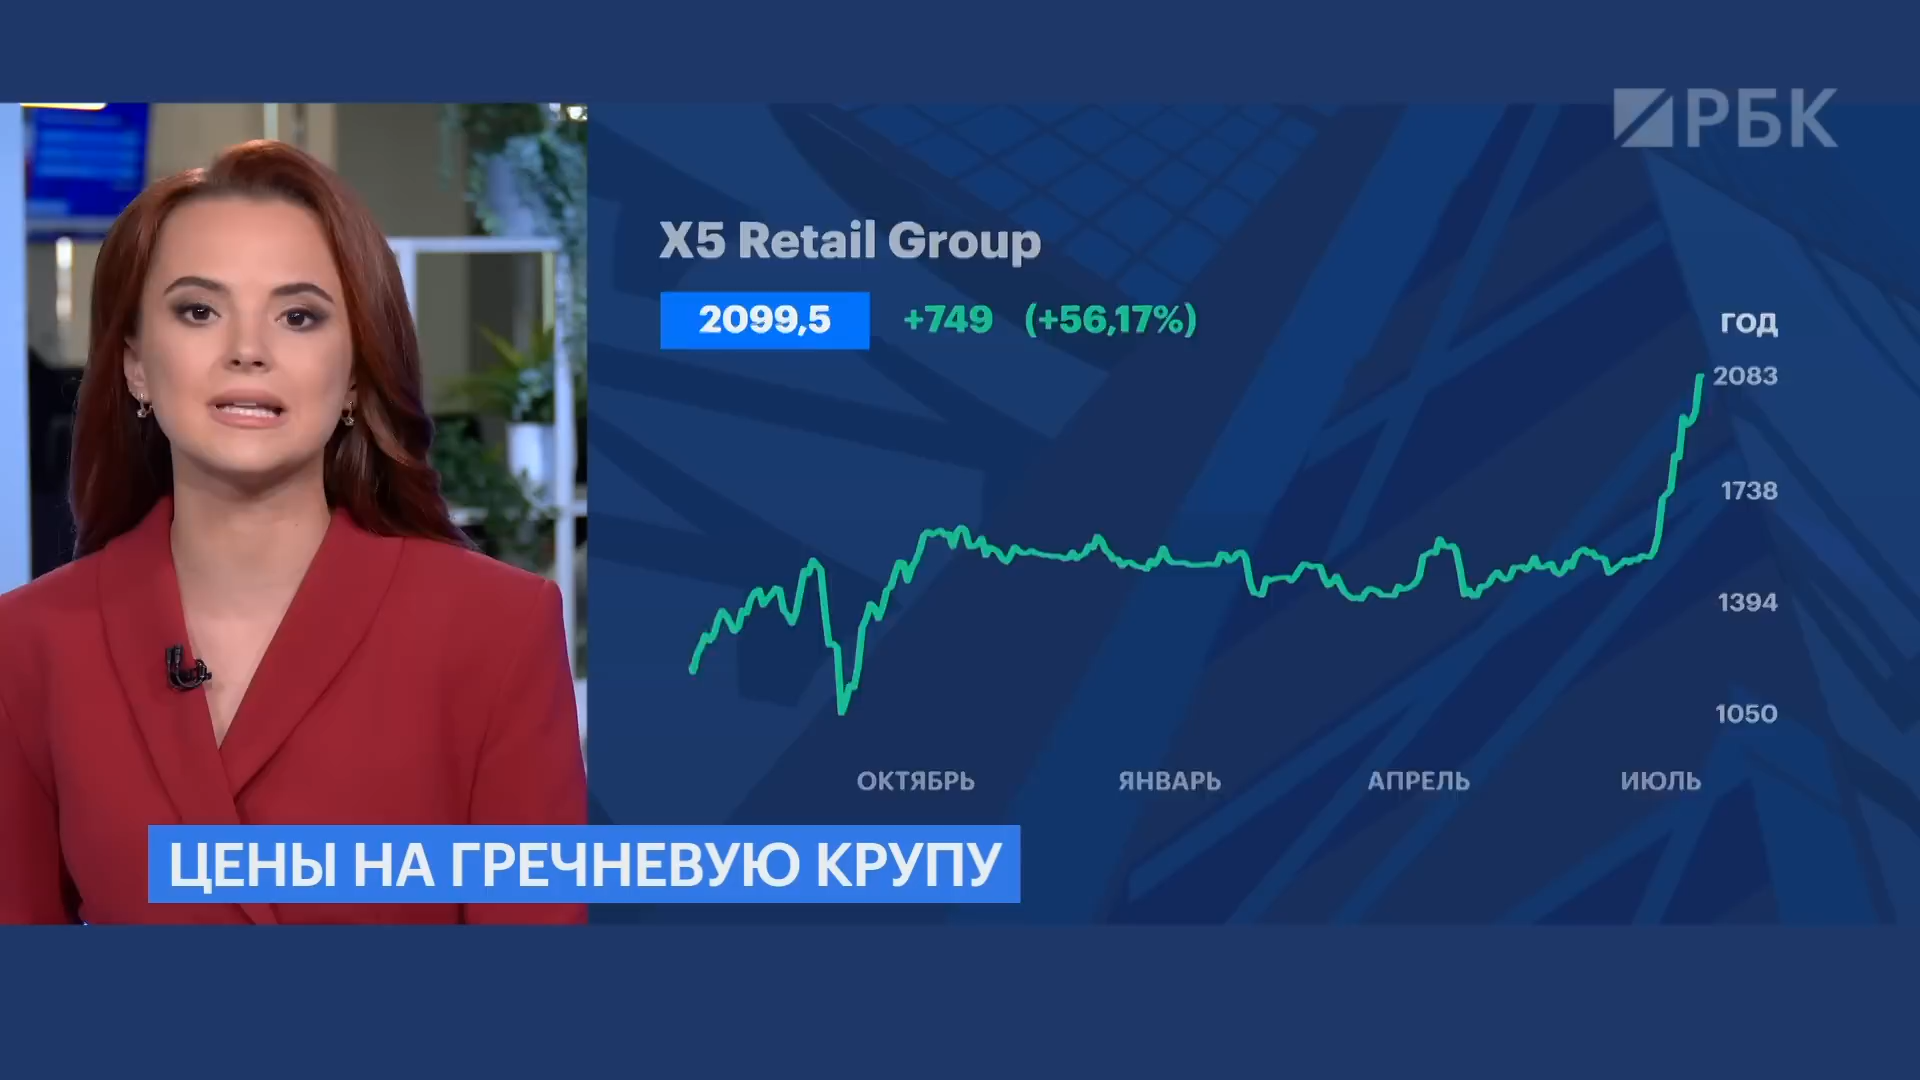 РБК
X5 Retail Group
2099,5 +749 (+56,17%)
год
2083
1738
1394
1050
ОКТЯБРЬ ЯНВАРЬ АПРЕЛЬ ИЮЛЬ
ЦЕНЫ НА ГРЕЧНЕВУЮ КРУПУ